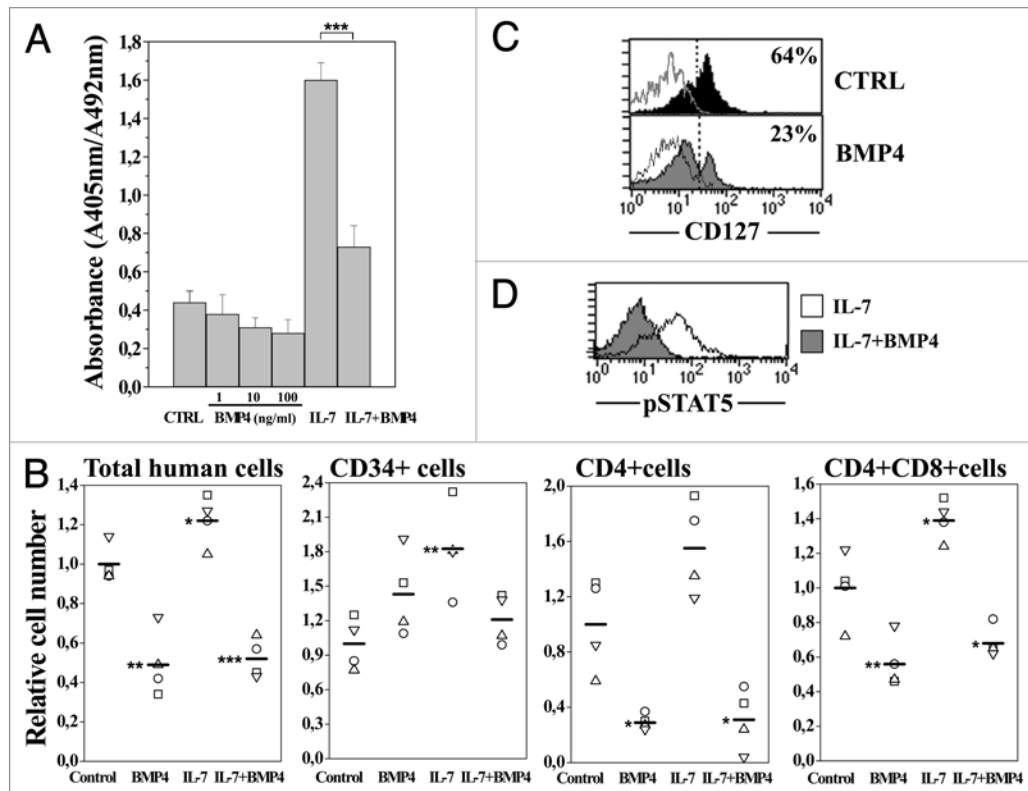 A
***
Absorbance (A405nm/A492nm)
1,8
1,6
1,4
1,2
1,0
0,8
0,6
0,4
0,2
0,0
1 10 100
CTRL BMP4 (ng/ml) IL-7 IL-7+BMP4
C
64%
CTRL
23%
BMP4
10^0 10^1 10^2 10^3 10^4
CD127
D
IL-7
IL-7+BMP4
10^0 10^1 10^2 10^3 10^4
pSTAT5
B
Relative cell number
Total human cells
1,4
1,2
1,0
0,8
0,6
0,4
0,2
0,0
*
**
***
Control BMP4 IL-7 IL-7+BMP4
CD34+ cells
2,4
2,1
1,8
1,5
1,2
0,9
0,6
0,3
0,0
**
Control BMP4 IL-7 IL-7+BMP4
CD4+cells
2,0
1,6
1,2
0,8
0,4
0,0
*
*
Control BMP4 IL-7 IL-7+BMP4
CD4+CD8+cells
1,6
1,4
1,2
1,0
0,8
0,6
0,4
0,2
0,0
*
**
*
Control BMP4 IL-7 IL-7+BMP4